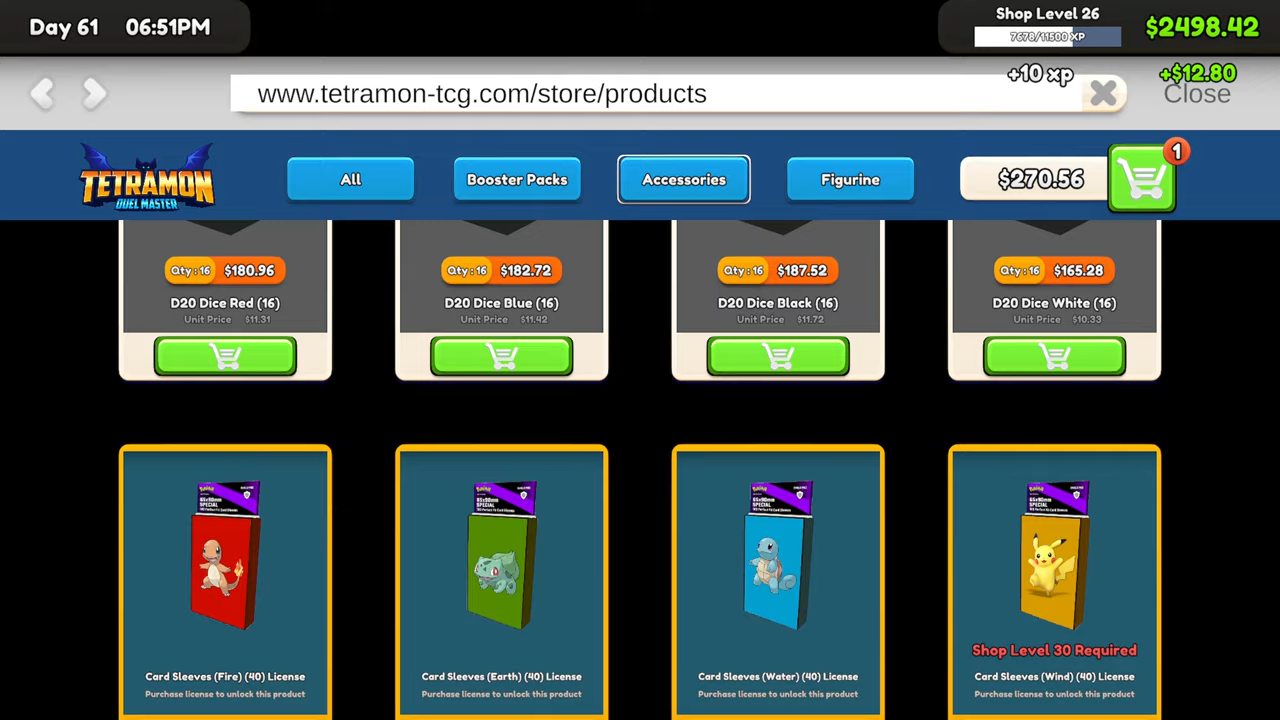 Day 61 06:51PM
Shop Level 26
7678/11500 XP
$2498.42
+10 xp
+$12.80
www.tetramon-tcg.com/store/products
Close
TETRAMON
DUEL MASTER
All
Booster Packs
Accessories
Figurine
$270.56
1
Qty : 16 $180.96
D20 Dice Red (16)
Unit Price $11.31
Qty : 16 $182.72
D20 Dice Blue (16)
Unit Price $11.42
Qty : 16 $187.52
D20 Dice Black (16)
Unit Price $11.72
Qty : 16 $165.28
D20 Dice White (16)
Unit Price $10.33
SPECIAL
Card Sleeves (Fire) (40) License
Purchase license to unlock this product
SPECIAL
Card Sleeves (Earth) (40) License
Purchase license to unlock this product
SPECIAL
Card Sleeves (Water) (40) License
Purchase license to unlock this product
SPECIAL
Shop Level 30 Required
Card Sleeves (Wind) (40) License
Purchase license to unlock this product